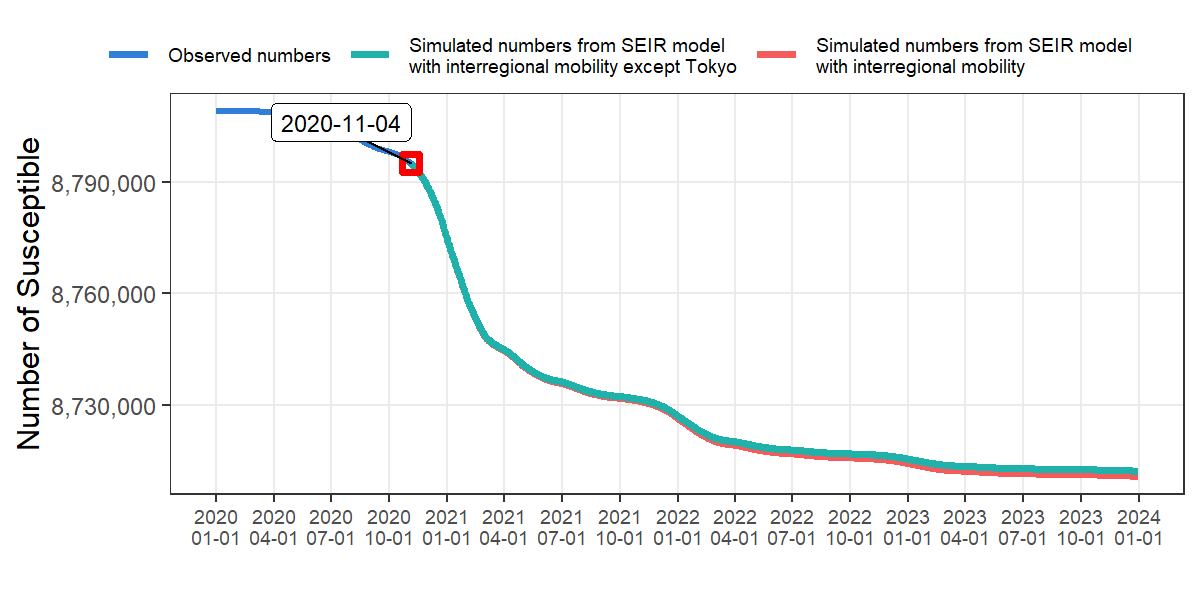 Observed numbers
Simulated numbers from SEIR model
with interregional mobility except Tokyo
Simulated numbers from SEIR model
with interregional mobility
2020-11-04
Number of Susceptible
8,790,000
8,760,000
8,730,000
2020 2020 2020 2020 2021 2021 2021 2021 2022 2022 2022 2022 2023 2023 2023 2023 2024
01-01 04-01 07-01 10-01 01-01 04-01 07-01 10-01 01-01 04-01 07-01 10-01 01-01 04-01 07-01 10-01 01-01